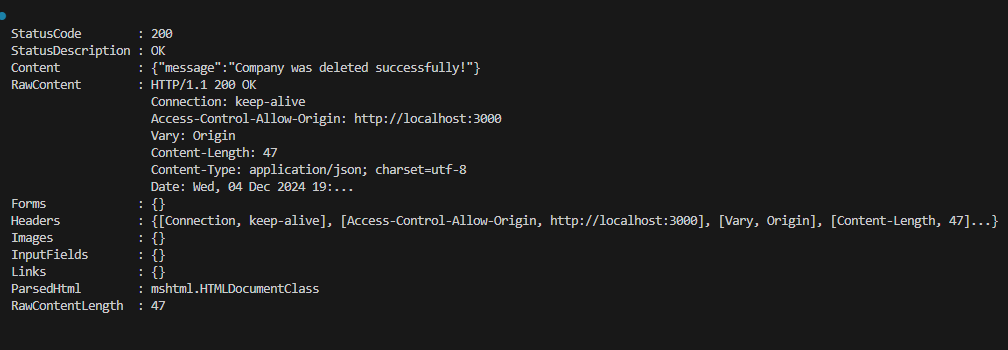 StatusCode        : 200
StatusDescription : OK
Content           : {"message":"Company was deleted successfully!"}
RawContent        : HTTP/1.1 200 OK
                    Connection: keep-alive
                    Access-Control-Allow-Origin: http://localhost:3000
                    Vary: Origin
                    Content-Length: 47
                    Content-Type: application/json; charset=utf-8
                    Date: Wed, 04 Dec 2024 19:...
Forms             : {}
Headers           : {[Connection, keep-alive], [Access-Control-Allow-Origin, http://localhost:3000], [Vary, Origin], [Content-Length, 47]...}
Images            : {}
InputFields       : {}
Links             : {}
ParsedHtml        : mshtml.HTMLDocumentClass
RawContentLength  : 47